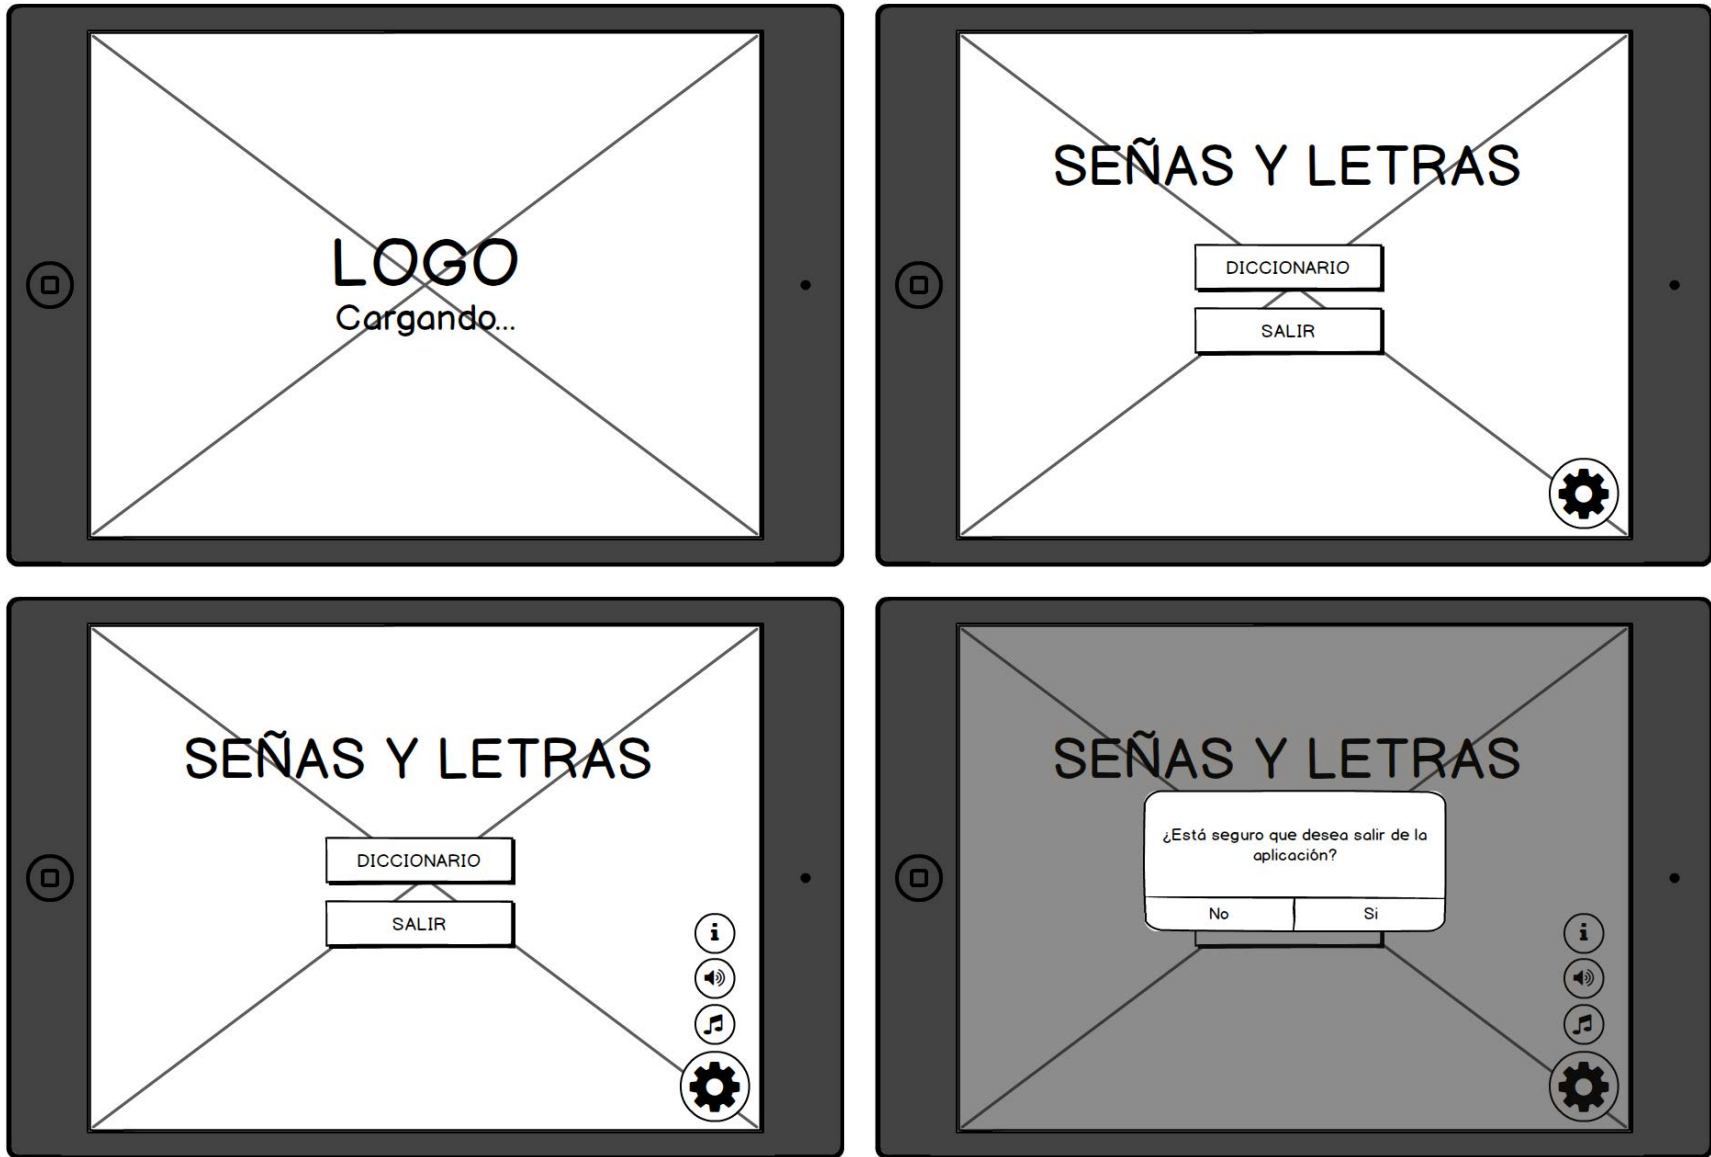 LOGO
Cargando...
SEÑAS Y LETRAS
DICCIONARIO
SALIR
SEÑAS Y LETRAS
DICCIONARIO
SALIR
SEÑAS Y LETRAS
¿Está seguro que desea salir de la
aplicación?
No
Si